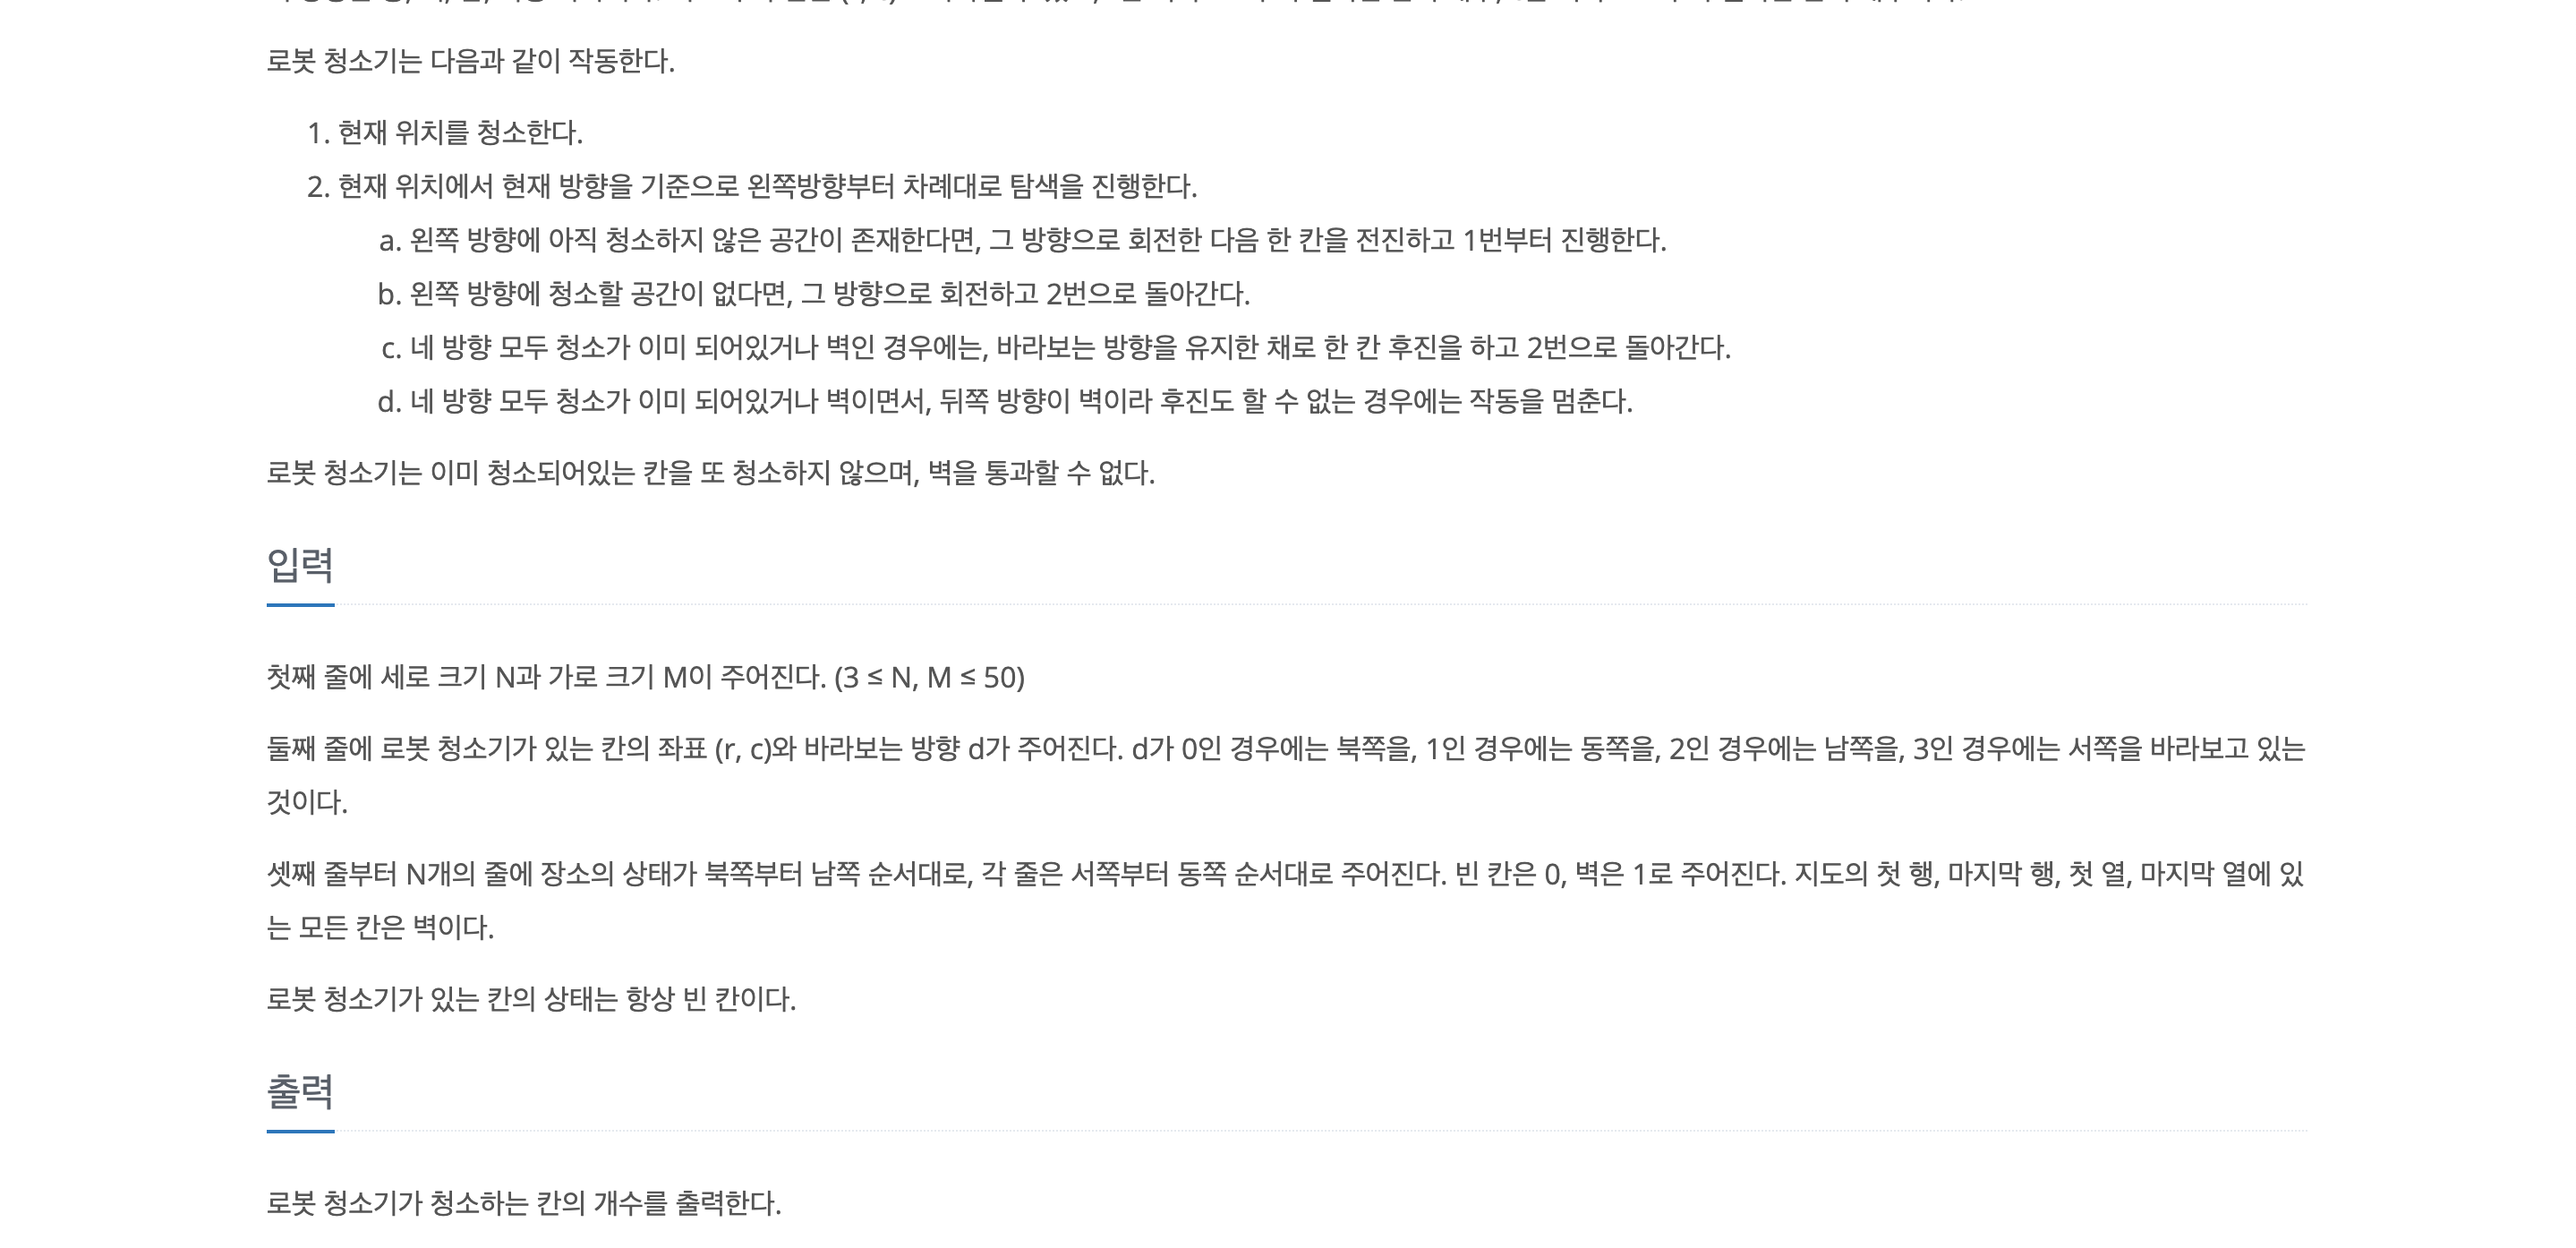 로봇 청소기는 다음과 같이 작동한다.
1. 현재 위치를 청소한다.
2. 현재 위치에서 현재 방향을 기준으로 왼쪽방향부터 차례대로 탐색을 진행한다.
a. 왼쪽 방향에 아직 청소하지 않은 공간이 존재한다면, 그 방향으로 회전한 다음 한 칸을 전진하고 1번부터 진행한다.
b. 왼쪽 방향에 청소할 공간이 없다면, 그 방향으로 회전하고 2번으로 돌아간다.
c. 네 방향 모두 청소가 이미 되어있거나 벽인 경우에는, 바라보는 방향을 유지한 채로 한 칸 후진을 하고 2번으로 돌아간다.
d. 네 방향 모두 청소가 이미 되어있거나 벽이면서, 뒤쪽 방향이 벽이라 후진도 할 수 없는 경우에는 작동을 멈춘다.
로봇 청소기는 이미 청소되어있는 칸을 또 청소하지 않으며, 벽을 통과할 수 없다.
입력
첫째 줄에 세로 크기 N과 가로 크기 M이 주어진다. (3 ≤ N, M ≤ 50)
둘째 줄에 로봇 청소기가 있는 칸의 좌표 (r, c)와 바라보는 방향 d가 주어진다. d가 0인 경우에는 북쪽을, 1인 경우에는 동쪽을, 2인 경우에는 남쪽을, 3인 경우에는 서쪽을 바라보고 있는
것이다.
셋째 줄부터 N개의 줄에 장소의 상태가 북쪽부터 남쪽 순서대로, 각 줄은 서쪽부터 동쪽 순서대로 주어진다. 빈 칸은 0, 벽은 1로 주어진다. 지도의 첫 행, 마지막 행, 첫 열, 마지막 열에 있
는 모든 칸은 벽이다.
로봇 청소기가 있는 칸의 상태는 항상 빈 칸이다.
출력
로봇 청소기가 청소하는 칸의 개수를 출력한다.